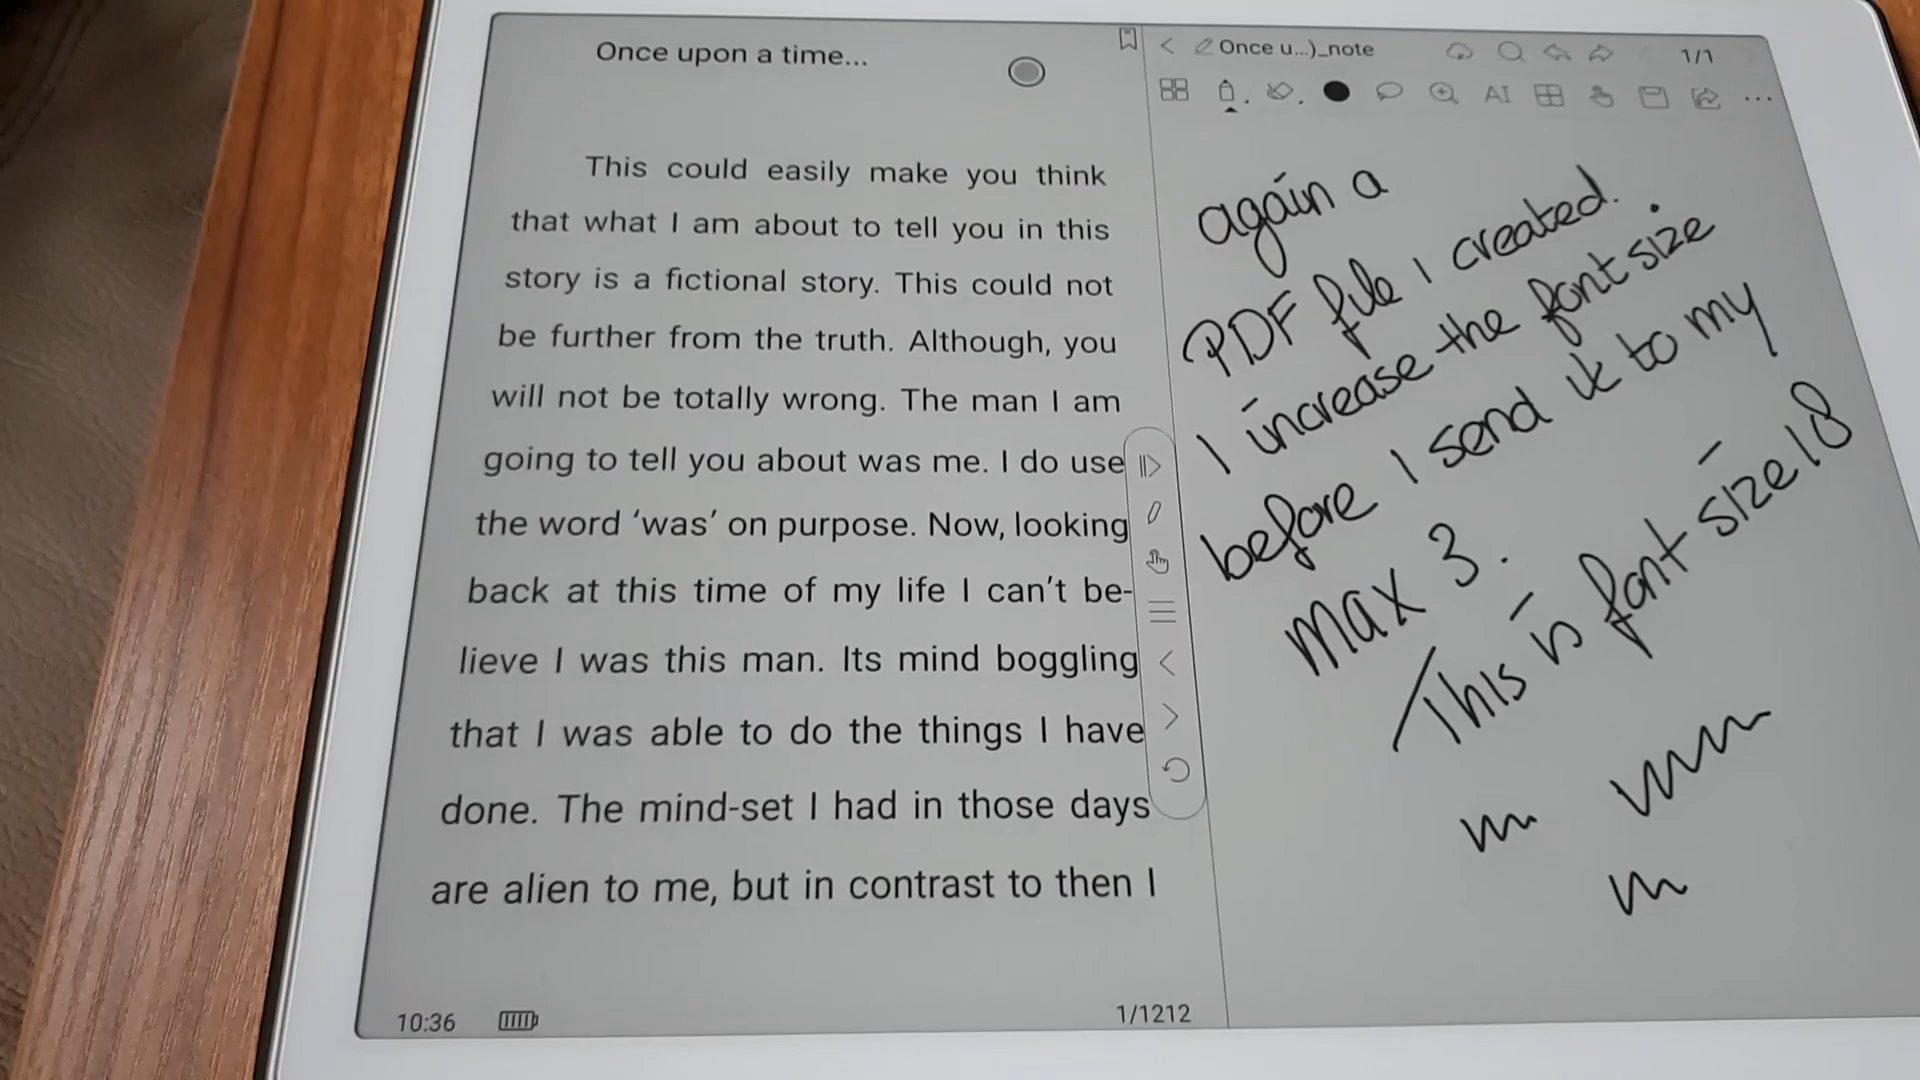 Once upon a time...
This could easily make you think
that what I am about to tell you in this
story is a fictional story. This could not
be further from the truth. Although, you
will not be totally wrong. The man I am
going to tell you about was me. I do use
the word ‘was’ on purpose. Now, looking
back at this time of my life I can’t be-
lieve I was this man. Its mind boggling
that I was able to do the things I have
done. The mind-set I had in those days
are alien to me, but in contrast to then I
10:36
1/1212
Once u...)_note
1/1
AI
again a
PDF file I created.
I increase the font size
before I send it to my
max 3.
This is font size 18